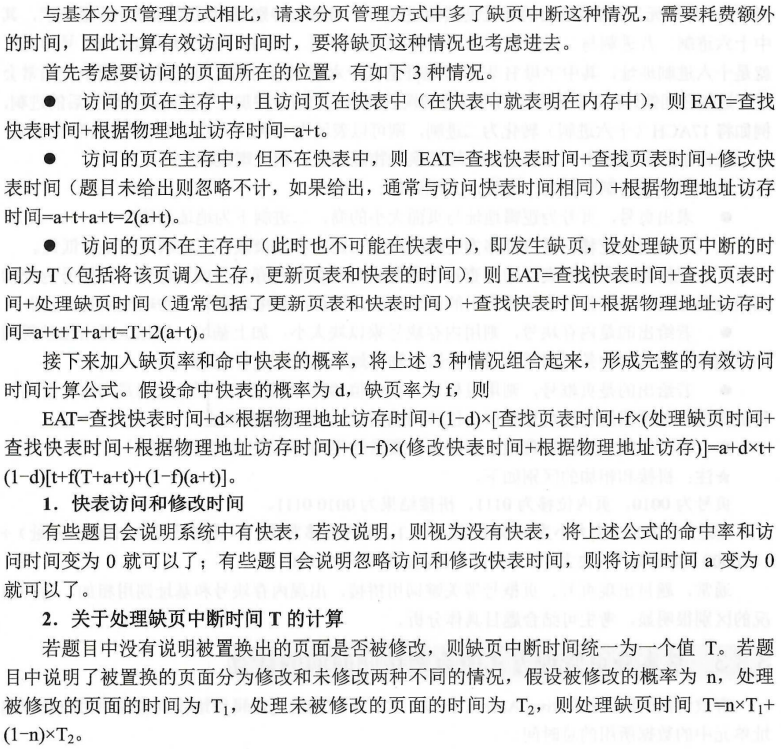 与基本分页管理方式相比，请求分页管理方式中多了缺页中断这种情况，需要耗费额外
的时间，因此计算有效访问时间时，要将缺页这种情况也考虑进去。
首先考虑要访问的页面所在的位置，有如下3种情况。
● 访问的页在主存中，且访问页在快表中（在快表中就表明在内存中），则 EAT=查找
快表时间+根据物理地址访存时间=a+t。
● 访问的页在主存中，但不在快表中，则 EAT=查找快表时间+查找页表时间+修改快
表时间（题目未给出则忽略不计，如果给出，通常与访问快表时间相同）+根据物理地址访存
时间=a+t+a+t=2(a+t)。
● 访问的页不在主存中（此时也不可能在快表中），即发生缺页，设处理缺页中断的时
间为 T（包括将该页调入主存，更新页表和快表的时间），则 EAT=查找快表时间+查找页表时
间+处理缺页时间（通常包括了更新页表和快表时间）+查找快表时间+根据物理地址访存时
间=a+t+T+a+t=T+2(a+t)。
接下来加入缺页率和命中快表的概率，将上述 3 种情况组合起来，形成完整的有效访问
时间计算公式。假设命中快表的概率为 d，缺页率为 f，则
EAT=查找快表时间+d×根据物理地址访存时间+(1-d)×[查找页表时间+f×(处理缺页时间+
查找快表时间+根据物理地址访存时间)+(1-f)×(修改快表时间+根据物理地址访存)]=a+d×t+
(1-d)[t+f(T+a+t)+(1-f)(a+t)]。
1．快表访问和修改时间
有些题目会说明系统中有快表，若没说明，则视为没有快表，将上述公式的命中率和访
问时间变为 0 就可以了；有些题目会说明忽略访问和修改快表时间，则将访问时间 a 变为 0
就可以了。
2．关于处理缺页中断时间 T 的计算
若题目中没有说明被置换出的页面是否被修改，则缺页中断时间统一为一个值 T。若题
目中说明了被置换的页面分为修改和未修改两种不同的情况，假设被修改的概率为 n，处理
被修改的页面的时间为 T₁，处理未被修改的页面的时间为 T₂，则处理缺页时间 T=n×T₁+
(1-n)×T₂。